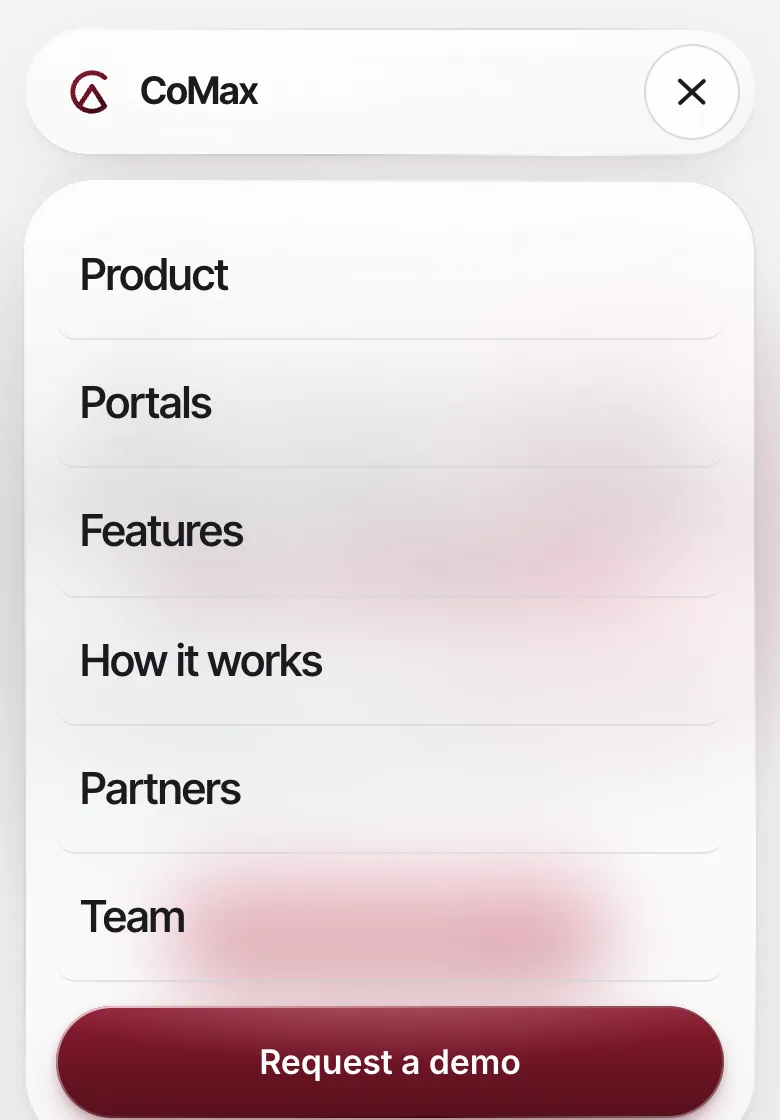 CoMax
Product
Portals
Features
How it works
Partners
Team
Request a demo